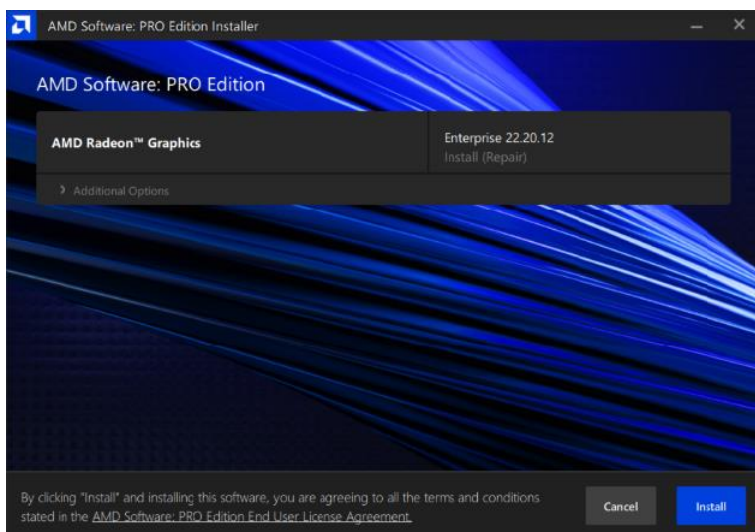 AMD Software: PRO Edition Installer
AMD Software: PRO Edition
AMD Radeon™ Graphics
Enterprise 22.20.12
Install (Repair)
Additional Options
By clicking "Install" and installing this software, you are agreeing to all the terms and conditions
stated in the AMD Software: PRO Edition End User License Agreement.
Cancel
Install